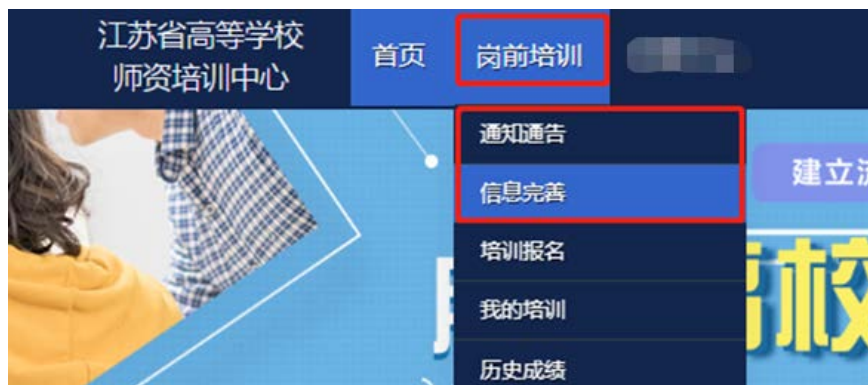 江苏省高等学校
师资培训中心
首页
岗前培训
通知通告
信息完善
培训报名
我的培训
历史成绩
建立
校